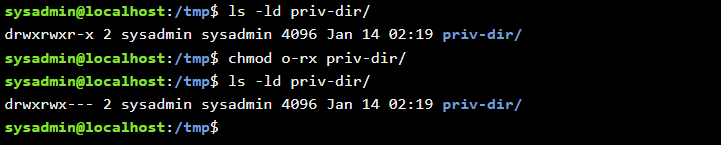 sysadmin@localhost:/tmp$ ls -ld priv-dir/
drwxrwxr-x 2 sysadmin sysadmin 4096 Jan 14 02:19 priv-dir/
sysadmin@localhost:/tmp$ chmod o-rx priv-dir/
sysadmin@localhost:/tmp$ ls -ld priv-dir/
drwxrwx--- 2 sysadmin sysadmin 4096 Jan 14 02:19 priv-dir/
sysadmin@localhost:/tmp$